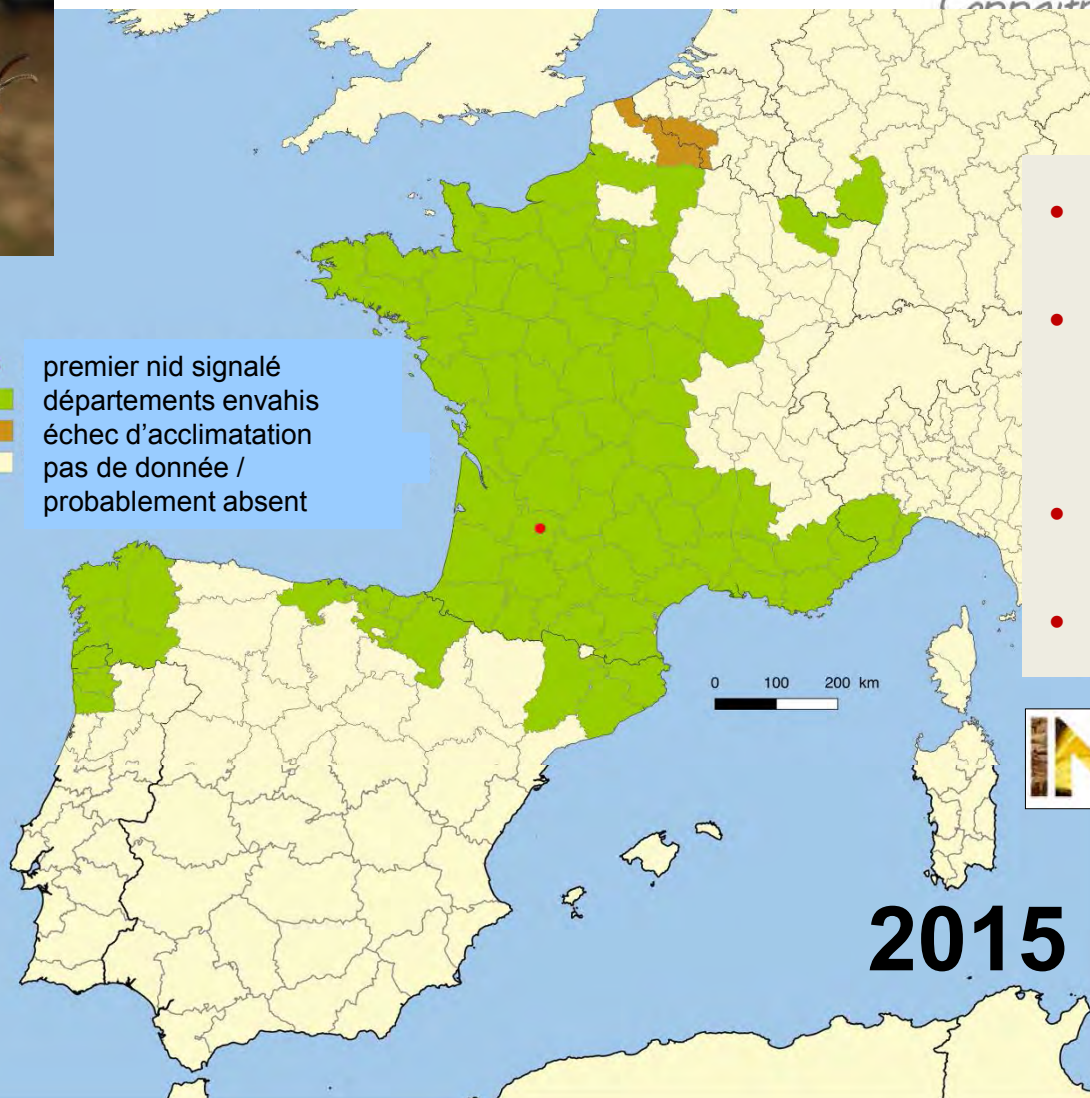 premier nid signalé
départements envahis
échec d'acclimatation
pas de donnée /
probablement absent
0 100 200 km
2015